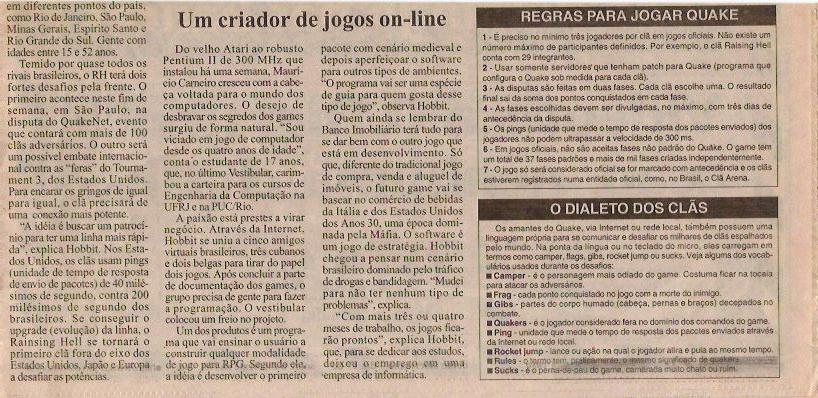 em diferentes pontos do país,
como Rio de Janeiro, São Paulo,
Minas Gerais, Espírito Santo e
Rio Grande do Sul. Gente com
idades entre 15 e 52 anos.
Temido por quase todos os
rivais brasileiros, o RH terá dois
fortes desafios pela frente. O
primeiro acontece neste fim de
semana, em São Paulo, na
disputa do QuakeNet, evento
que contará com mais de 100
clãs adversários. O outro será
um possível embate interna-
cional contra as "feras" do Tourna-
ment 3, dos Estados Unidos.
Para encarar os gringos de igual
para igual, o clã precisará de
uma conexão mais potente.
"A idéia é buscar um patrocí-
nio para ter uma linha mais rápi-
da", explica Hobbit. Nos Es-
tados Unidos, os clãs usam pings
(unidade de tempo de resposta
de envio de pacotes) de 40 milé-
simos de segundo, contra 200
milésimos de segundo dos
brasileiros. Se conseguir o
upgrade (evolução) da linha, o
Rainsing Hell se tornará o
primeiro clã fora do eixo dos
Estados Unidos, Japão e Europa
a desafiar as potências.
Um criador de jogos on-line
Do velho Atari ao robusto
Pentium II de 300 MHz que
instalou há uma semana, Maurí-
cio Carneiro cresceu com a ca-
beça voltada para o mundo dos
computadores. O desejo de
desbravar os segredos dos games
surgiu de forma natural. "Sou
viciado em jogo de computador
desde os quatro anos de idade",
conta o estudante de 17 anos,
que, no último Vestibular, carim-
bou a carteira para os cursos de
Engenharia da Computação na
UFRJ e na PUC/Rio.
A paixão está prestes a virar
negócio. Através da Internet,
Hobbit se uniu a cinco amigos
virtuais brasileiros, três cubanos
e dois belgas para tirar do papel
dois jogos. Após concluir a parte
de documentação dos games, o
grupo precisa de gente para fazer
a programação. O vestibular
colocou um freio no projeto.
Um dos produtos é um progra-
ma que vai ensinar o usuário a
construir qualquer modalidade
de jogo para RPG. Segundo ele,
a idéia é desenvolver o primeiro
pacote com cenário medieval e
depois aperfeiçoar o software
para outros tipos de ambientes.
"O programa vai ser uma espécie
de guia para quem gosta desse
tipo de jogo", observa Hobbit.
Quem ainda se lembrar do
Banco Imobiliário terá tudo para
se dar bem com o outro jogo que
está em desenvolvimento. Só
que, diferente do tradicional jogo
de compra, venda e aluguel de
imóveis, o futuro game vai se
basear no comércio de bebidas
da Itália e dos Estados Unidos
dos Anos 30, uma época domi-
nada pela Máfia. O software é
um jogo de estratégia. Hobbit
chegou a pensar num cenário
brasileiro dominado pelo tráfico
de drogas e bandidagem. "Mudei
para não ter nenhum tipo de
problemas", explica.
"Com mais três ou quatro
meses de trabalho, os jogos fica-
rão prontos", explica Hobbit,
que, para se dedicar aos estudos,
deixou o emprego em uma
empresa de informática.
REGRAS PARA JOGAR QUAKE
1 - É preciso no mínimo três jogadores por clã em jogos oficiais. Não existe um
número máximo de participantes definidos. Por exemplo, o clã Raising Hell
conta com 29 integrantes.
2 - Usar somente servidores que tenham patch para Quake (programa que
configura o Quake sob medida para cada clã).
3 - As disputas são feitas em duas fases. Cada clã escolhe uma. O resultado
final sai da soma dos pontos conquistados em cada fase.
4 - As fases escolhidas devem ser divulgadas, no máximo, com três dias de
antecedência da disputa.
5 - Os pings (unidade que mede o tempo de resposta dos pacotes enviados) dos
jogadores não podem ultrapassar a velocidade de 300 ms.
6 - Em jogos oficiais, não são aceitas fases não padrão do Quake. O game tem
um total de 37 fases padrões e mais de mil fases criadas independentemente.
7 - O jogo só será considerado oficial se for marcado com antecedência e os clãs
estiverem registrados numa entidade oficial, como, no Brasil, o Clã Arena.
O DIALETO DOS CLÃS
Os amantes do Quake, via Internet ou rede local, também possuem uma
linguagem própria para se comunicar e desafiar os milhares de clãs espalhados
pelo mundo. Na ponta da língua ou no teclado do micro, eles carregam em
termos como camper, flags, gibs, rocket jump ou sucks. Veja alguns dos vocabu-
lários usados durante os desafios:
■ Camper - é o personagem mais odiado do game. Costuma ficar na tocaia
para atacar os adversários.
■ Frag - cada ponto conquistado no jogo com a morte do inimigo.
■ Gibs - partes do corpo humano (cabeça, pernas e braços) decepados no
combate.
■ Quakers - é o jogador considerado fera no domínio dos comandos do game.
■ Ping - unidade que mede o tempo de resposta dos pacotes enviados através
da Internet ou rede local.
■ Rocket jump - lance ou ação na qual o jogador atira e pula ao mesmo tempo.
■ Rules - o termo tem, praticamente, o mesmo significado de quakers.
■ Sucks - é o perna-de-pau do game, camarada muito chato ou ruim.